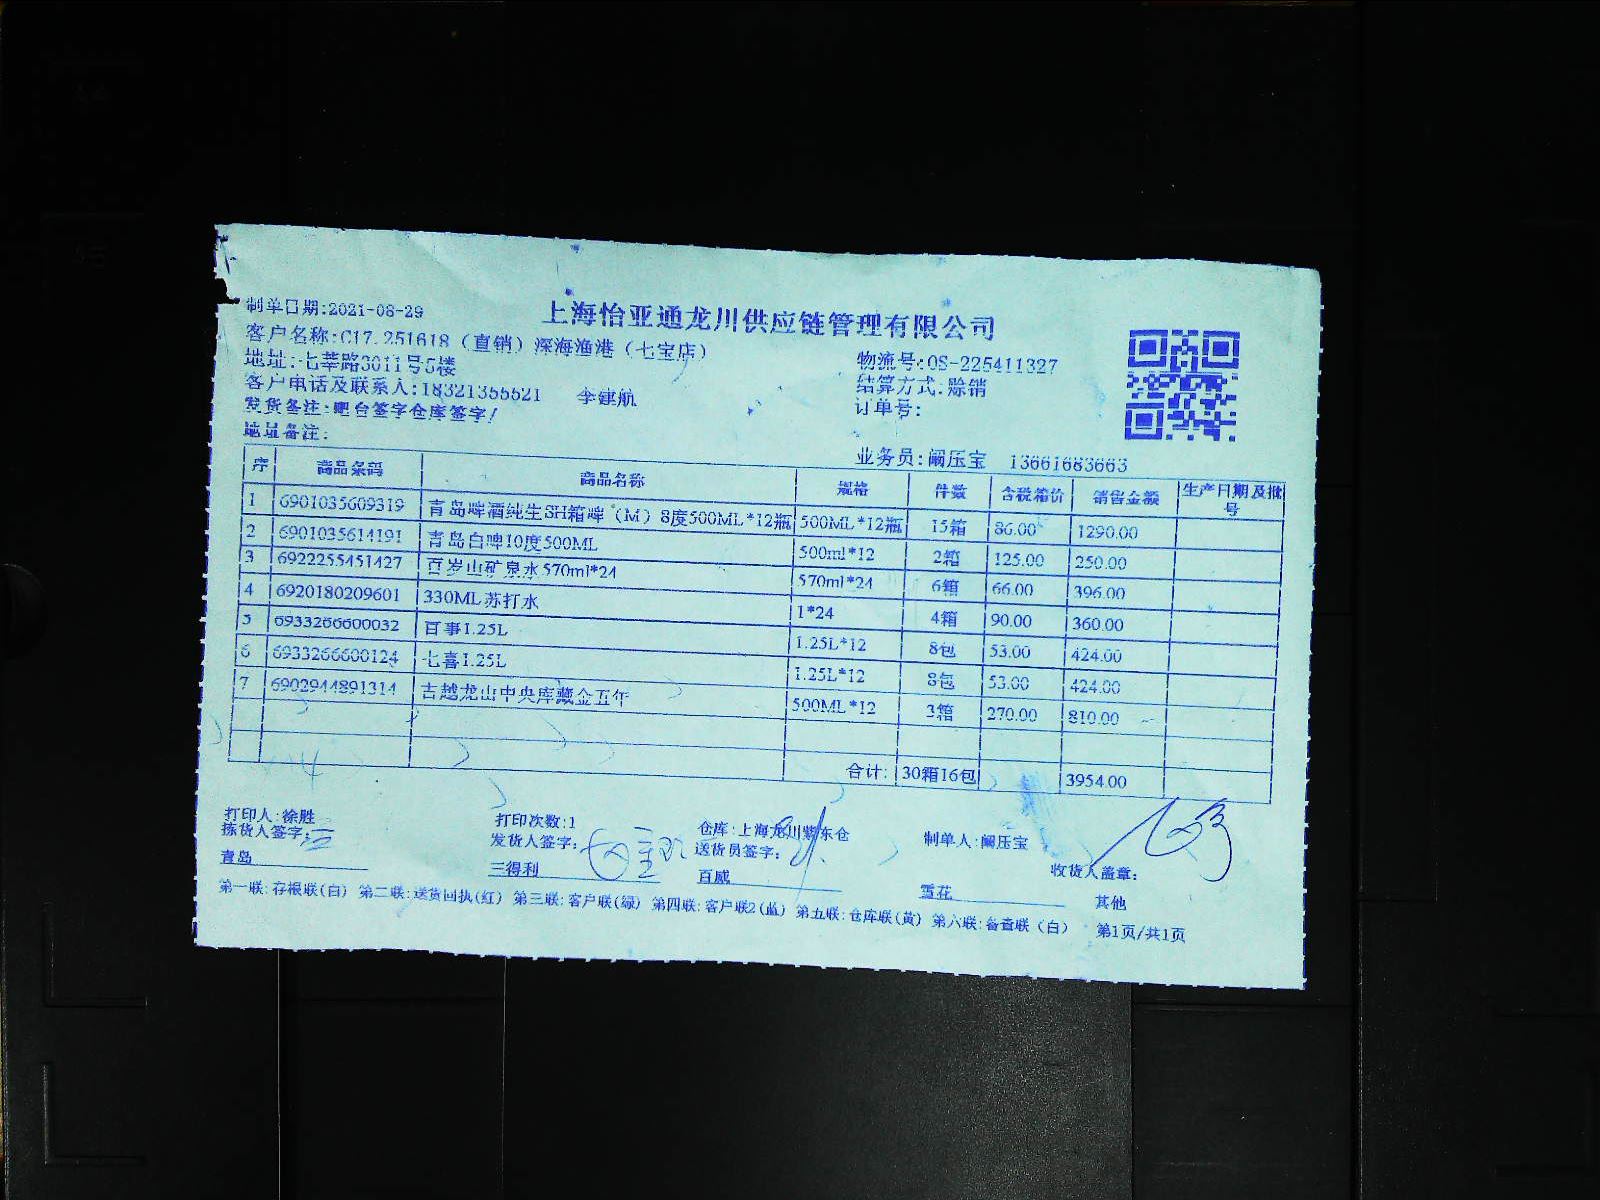 上海怡亚通龙川供应链管理有限公司
制单日期:2021-08-29
客户名称:C17.251618（直销）深海渔港（七宝店）
物流号:OS-225411327
地址:七莘路3011号5楼
结算方式:赊销
客户电话及联系人:18321355521 李建航
订单号:
发货备注:吧台签字仓库签字!
地址备注:
业务员:阚压宝 13661683663
序 商品条码 商品名称 规格 件数 含税箱价 销售金额 生产日期及批号
1 6901035609319 青岛啤酒纯生SH箱啤（M）8度500ML*12瓶 500ML*12瓶 15箱 86.00 1290.00
2 6901035614191 青岛白啤10度500ML 500ml*12 2箱 125.00 250.00
3 6922255451427 百岁山矿泉水570ml*24 570ml*24 6箱 66.00 396.00
4 6920180209601 330ML苏打水 1*24 4箱 90.00 360.00
5 6933266600032 百事1.25L 1.25L*12 8包 53.00 424.00
6 6933266600124 七喜1.25L 1.25L*12 8包 53.00 424.00
7 6902944891314 古越龙山中央库藏金五年 500ML*12 3箱 270.00 810.00
合计: 30箱16包 3954.00
打印人:徐胜 打印次数:1 仓库:上海龙川紫东仓 制单人:阚压宝
拣货人签字: 发货人签字: 送货员签字: 收货人盖章:
青岛 三得利 百威 雪花 其他
第一联:存根联(白) 第二联:送货回执(红) 第三联:客户联(绿) 第四联:客户联2(蓝) 第五联:仓库联(黄) 第六联:备查联（白） 第1页/共1页